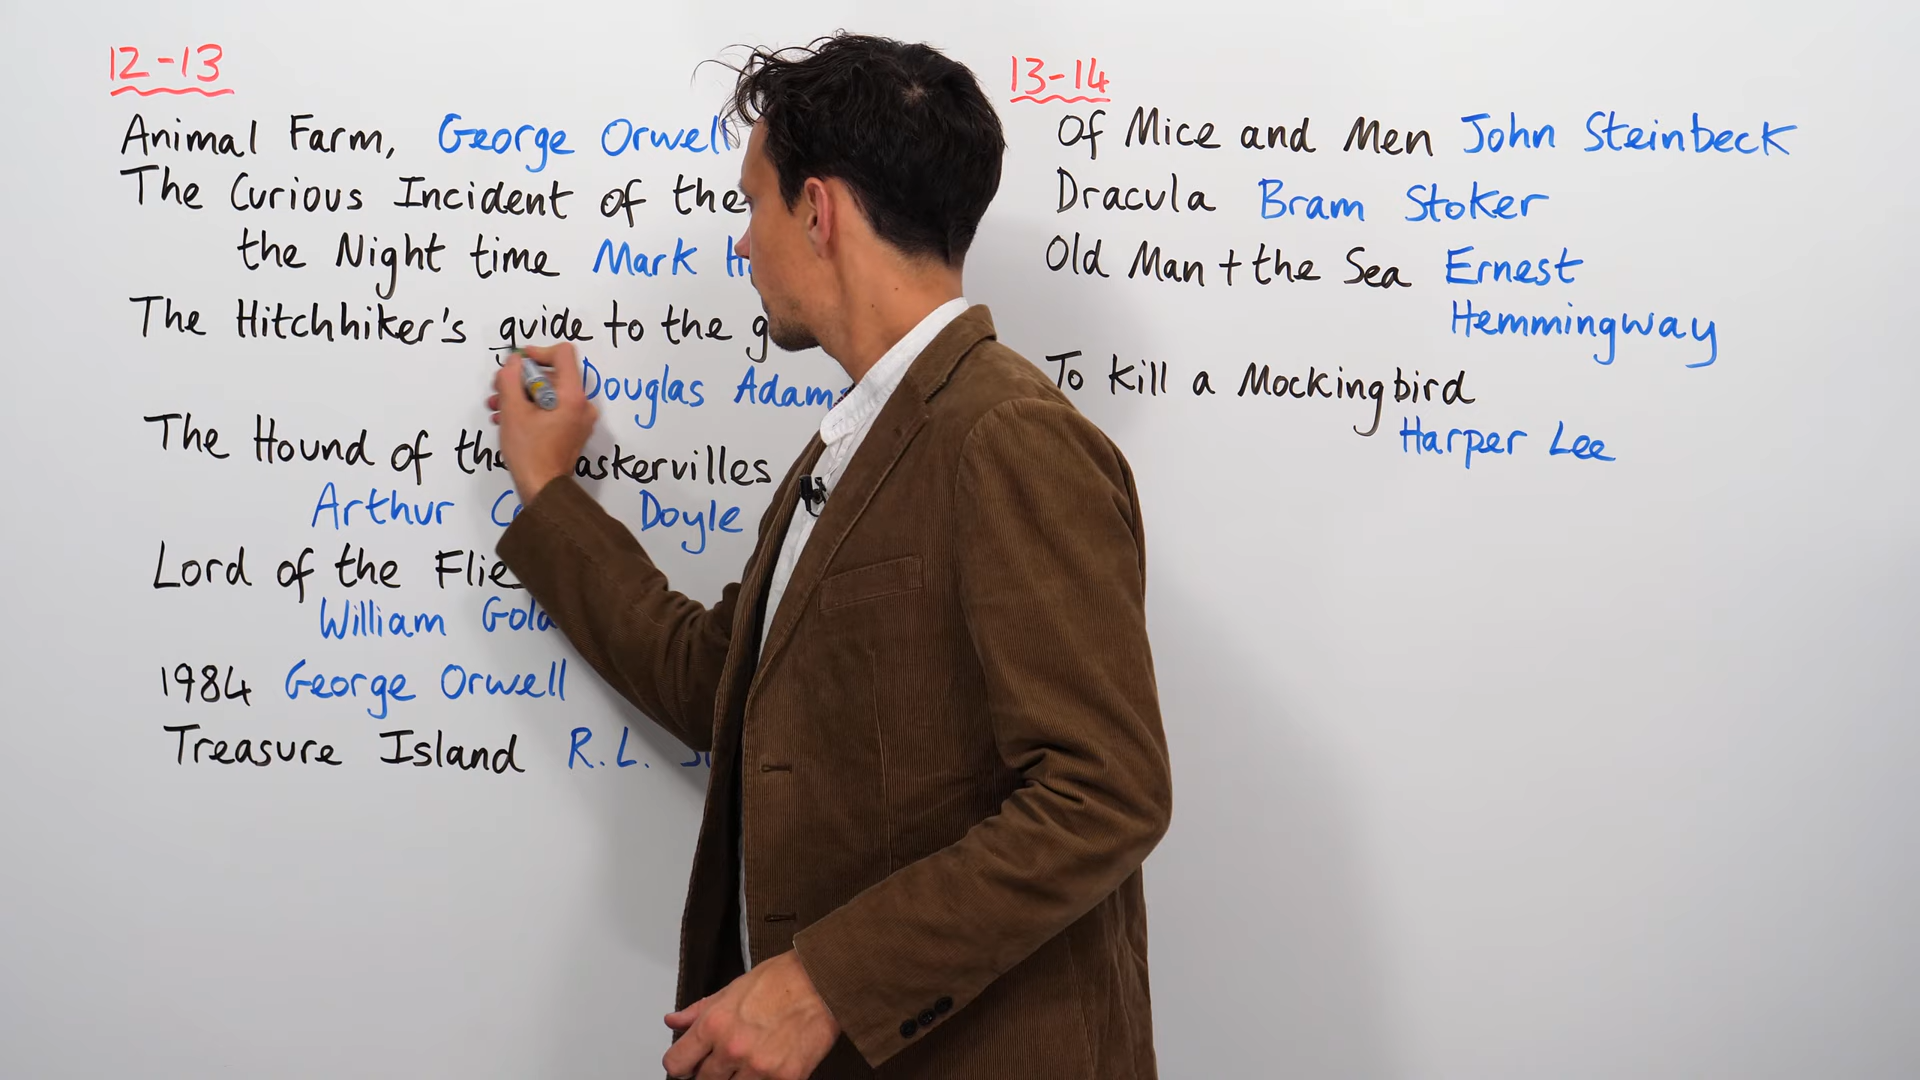 12-13
Animal Farm, George Orwell
The Curious Incident of the
the Night time Mark
The Hitchhiker's guide to the
Douglas Adams
The Hound of the Baskervilles
Arthur Doyle
Lord of the Flies
William
1984 George Orwell
Treasure Island R.L.
13-14
Of Mice and Men John Steinbeck
Dracula Bram Stoker
Old Man + the Sea Ernest
Hemmingway
To Kill a Mockingbird
Harper Lee